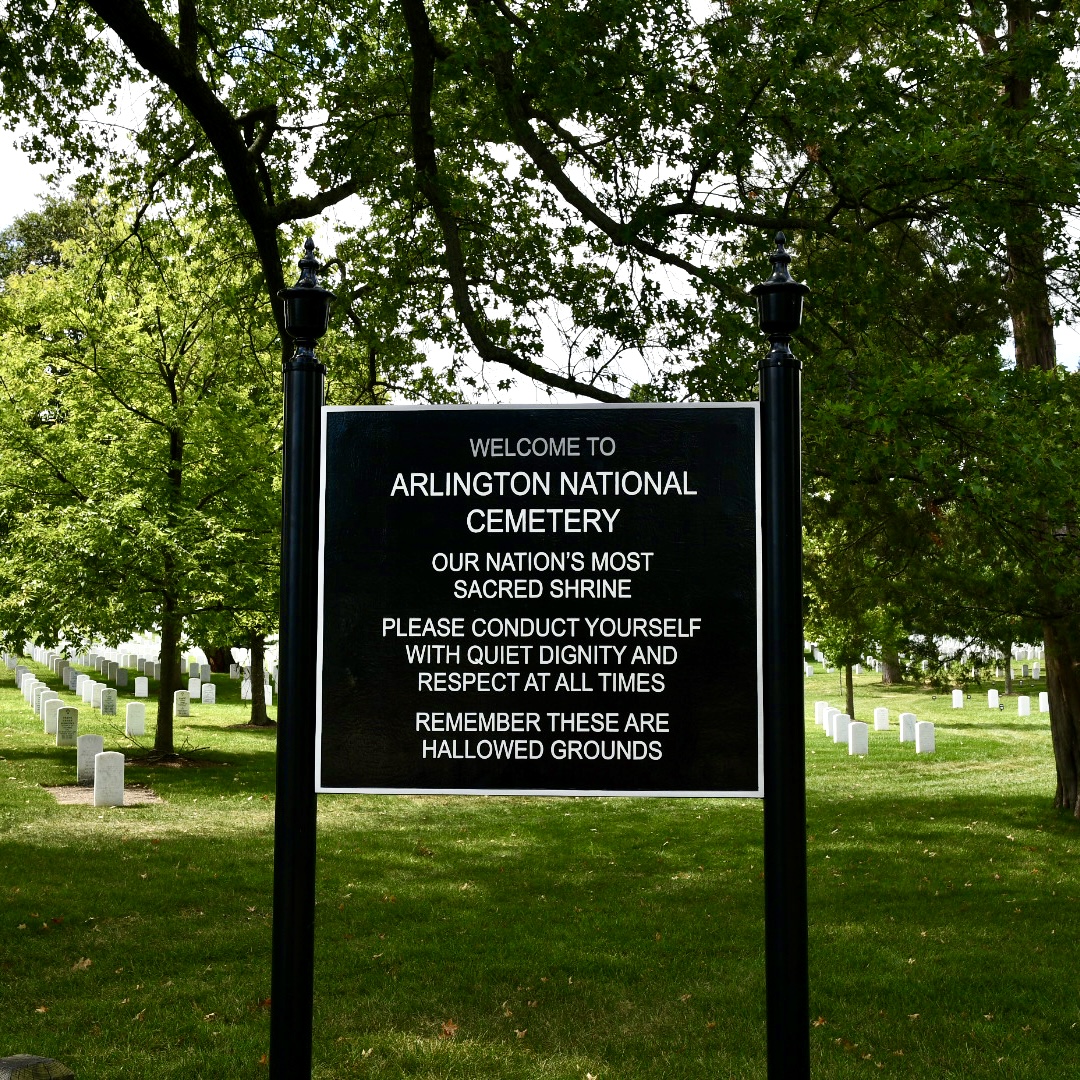 WELCOME TO
ARLINGTON NATIONAL
CEMETERY
OUR NATION'S MOST
SACRED SHRINE
PLEASE CONDUCT YOURSELF
WITH QUIET DIGNITY AND
RESPECT AT ALL TIMES
REMEMBER THESE ARE
HALLOWED GROUNDS